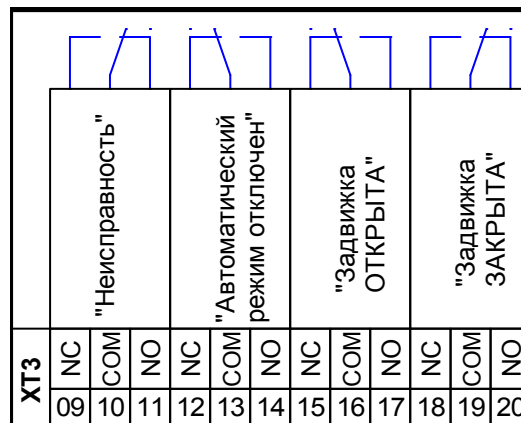 "Неисправность"
"Автоматический
режим отключен"
"Задвижка
ОТКРЫТА"
"Задвижка
ЗАКРЫТА"
XT3
NC COM NO NC COM NO NC COM NO NC COM NO
09 10 11 12 13 14 15 16 17 18 19 20